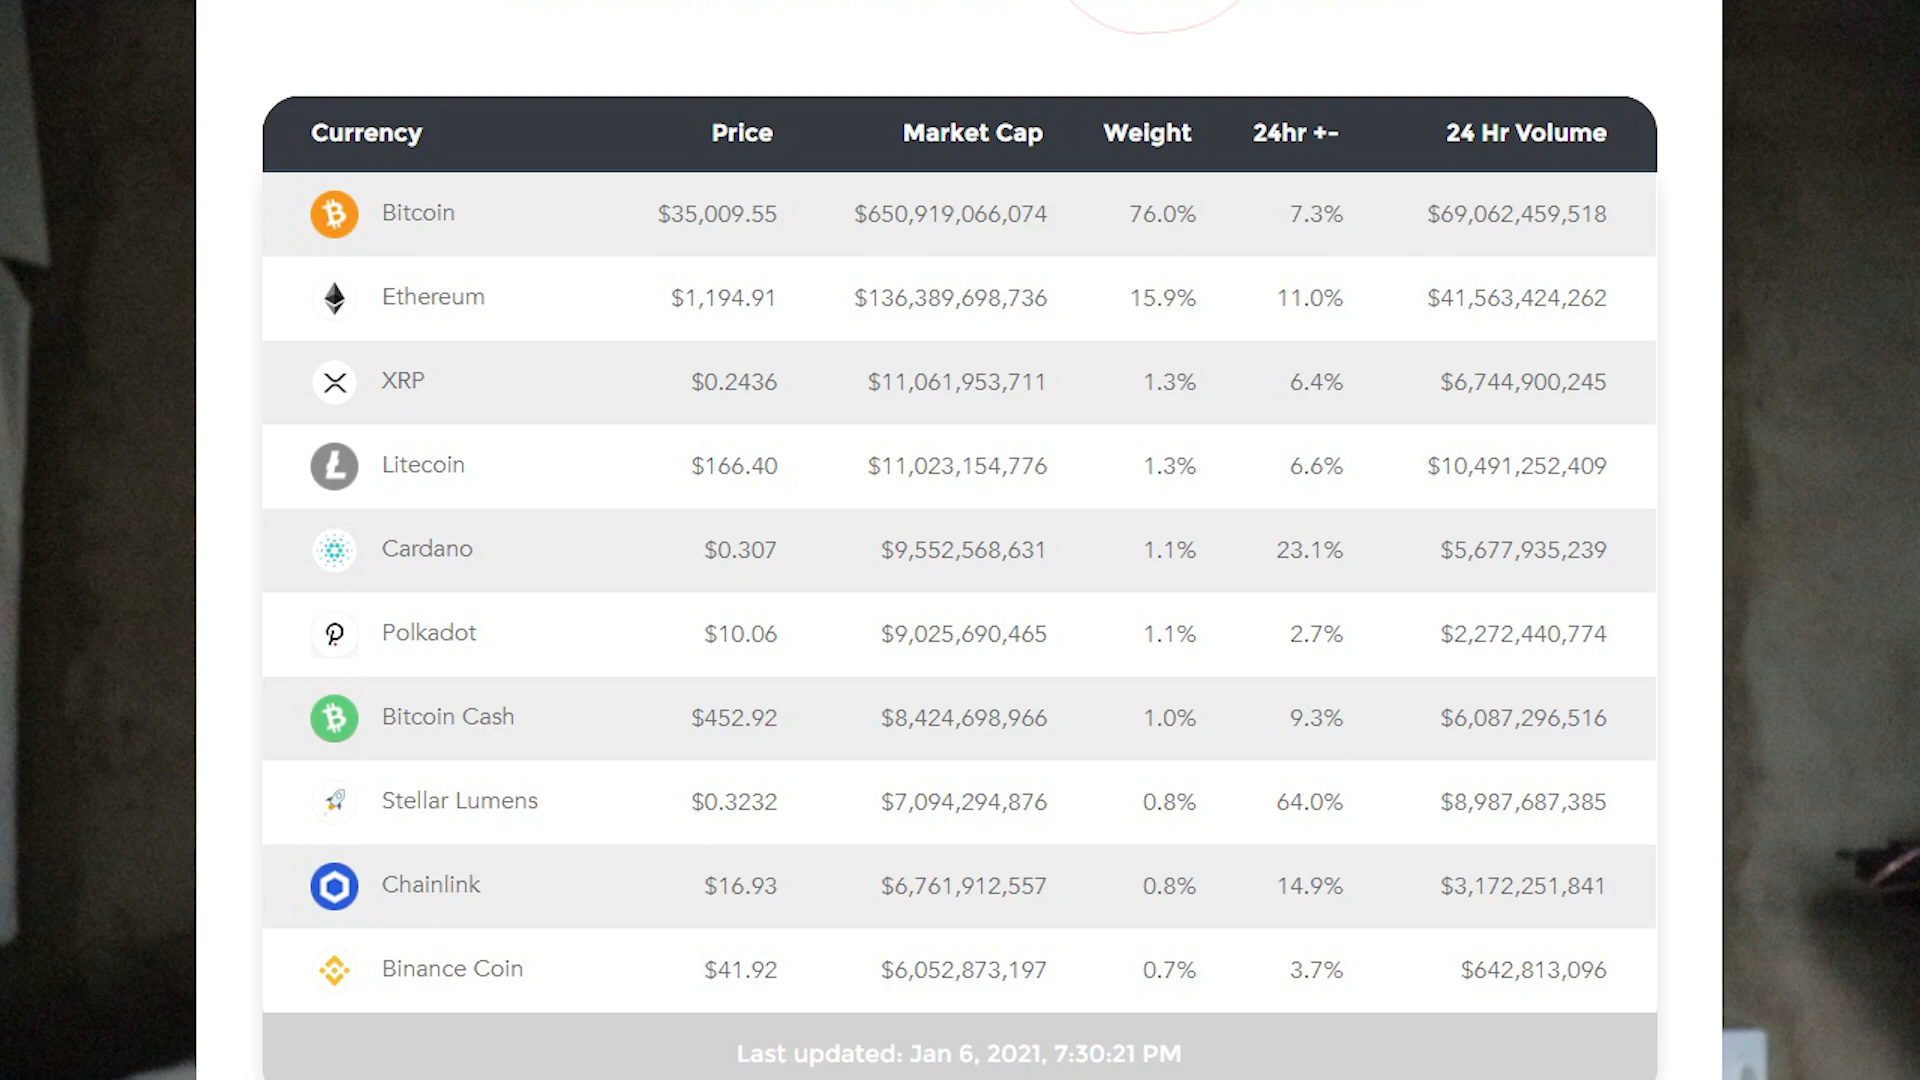 Currency Price Market Cap Weight 24hr +- 24 Hr Volume
Bitcoin $35,009.55 $650,919,066,074 76.0% 7.3% $69,062,459,518
Ethereum $1,194.91 $136,389,698,736 15.9% 11.0% $41,563,424,262
XRP $0.2436 $11,061,953,711 1.3% 6.4% $6,744,900,245
Litecoin $166.40 $11,023,154,776 1.3% 6.6% $10,491,252,409
Cardano $0.307 $9,552,568,631 1.1% 23.1% $5,677,935,239
Polkadot $10.06 $9,025,690,465 1.1% 2.7% $2,272,440,774
Bitcoin Cash $452.92 $8,424,698,966 1.0% 9.3% $6,087,296,516
Stellar Lumens $0.3232 $7,094,294,876 0.8% 64.0% $8,987,687,385
Chainlink $16.93 $6,761,912,557 0.8% 14.9% $3,172,251,841
Binance Coin $41.92 $6,052,873,197 0.7% 3.7% $642,813,096
Last updated: Jan 6, 2021, 7:30:21 PM